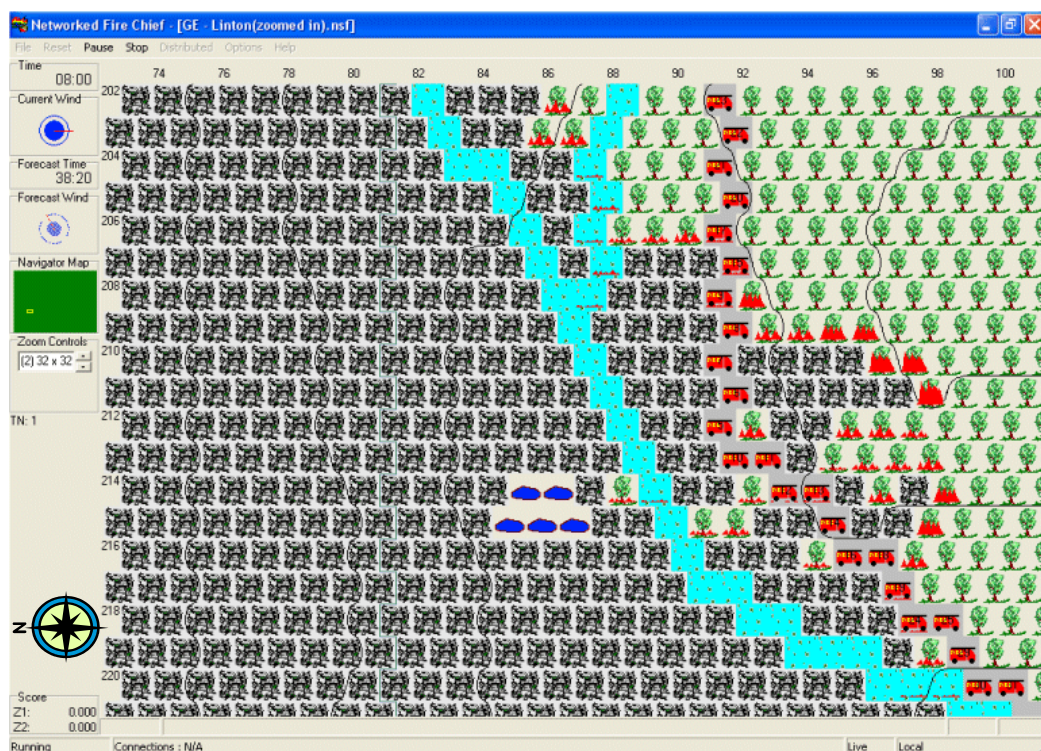 Networked Fire Chief - [GE - Linton(zoomed in).nsf]
File Reset Pause Stop Distributed Options Help
Time
08:00
Current Wind
Forecast Time
38:20
Forecast Wind
Navigator Map
Zoom Controls
(2) 32 x 32
TN: 1
74 76 78 80 82 84 86 88 90 92 94 96 98 100
202
204
206
208
210
212
214
216
218
220
N
Score
Z1: 0.000
Z2: 0.000
Running Connections : N/A Live Local